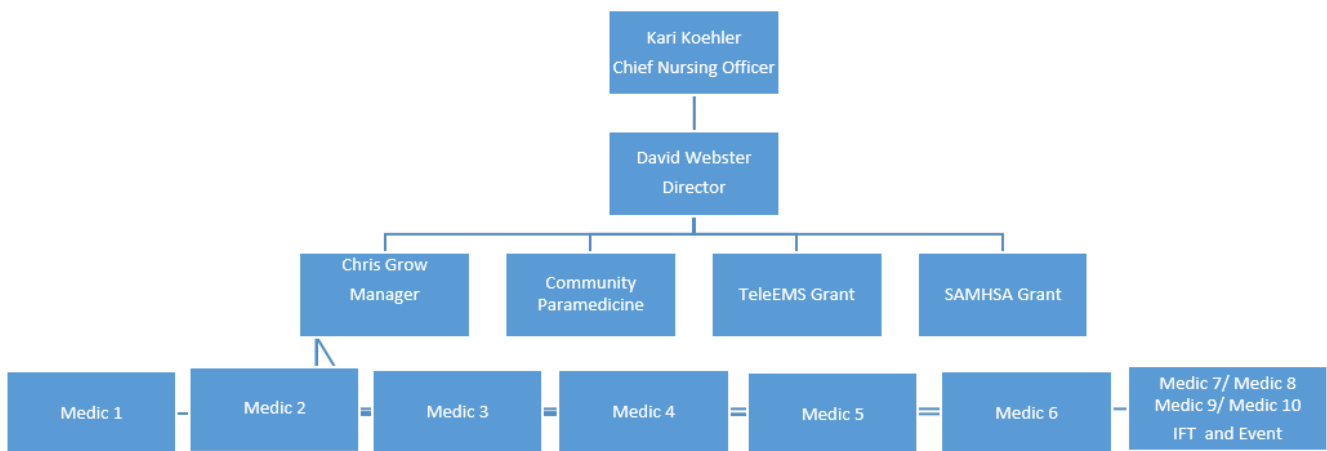 Kari Koehler
Chief Nursing Officer
David Webster
Director
Chris Grow
Manager
Community
Paramedicine
TeleEMS Grant
SAMHSA Grant
Medic 1
Medic 2
Medic 3
Medic 4
Medic 5
Medic 6
Medic 7/ Medic 8
Medic 9/ Medic 10
IFT and Event